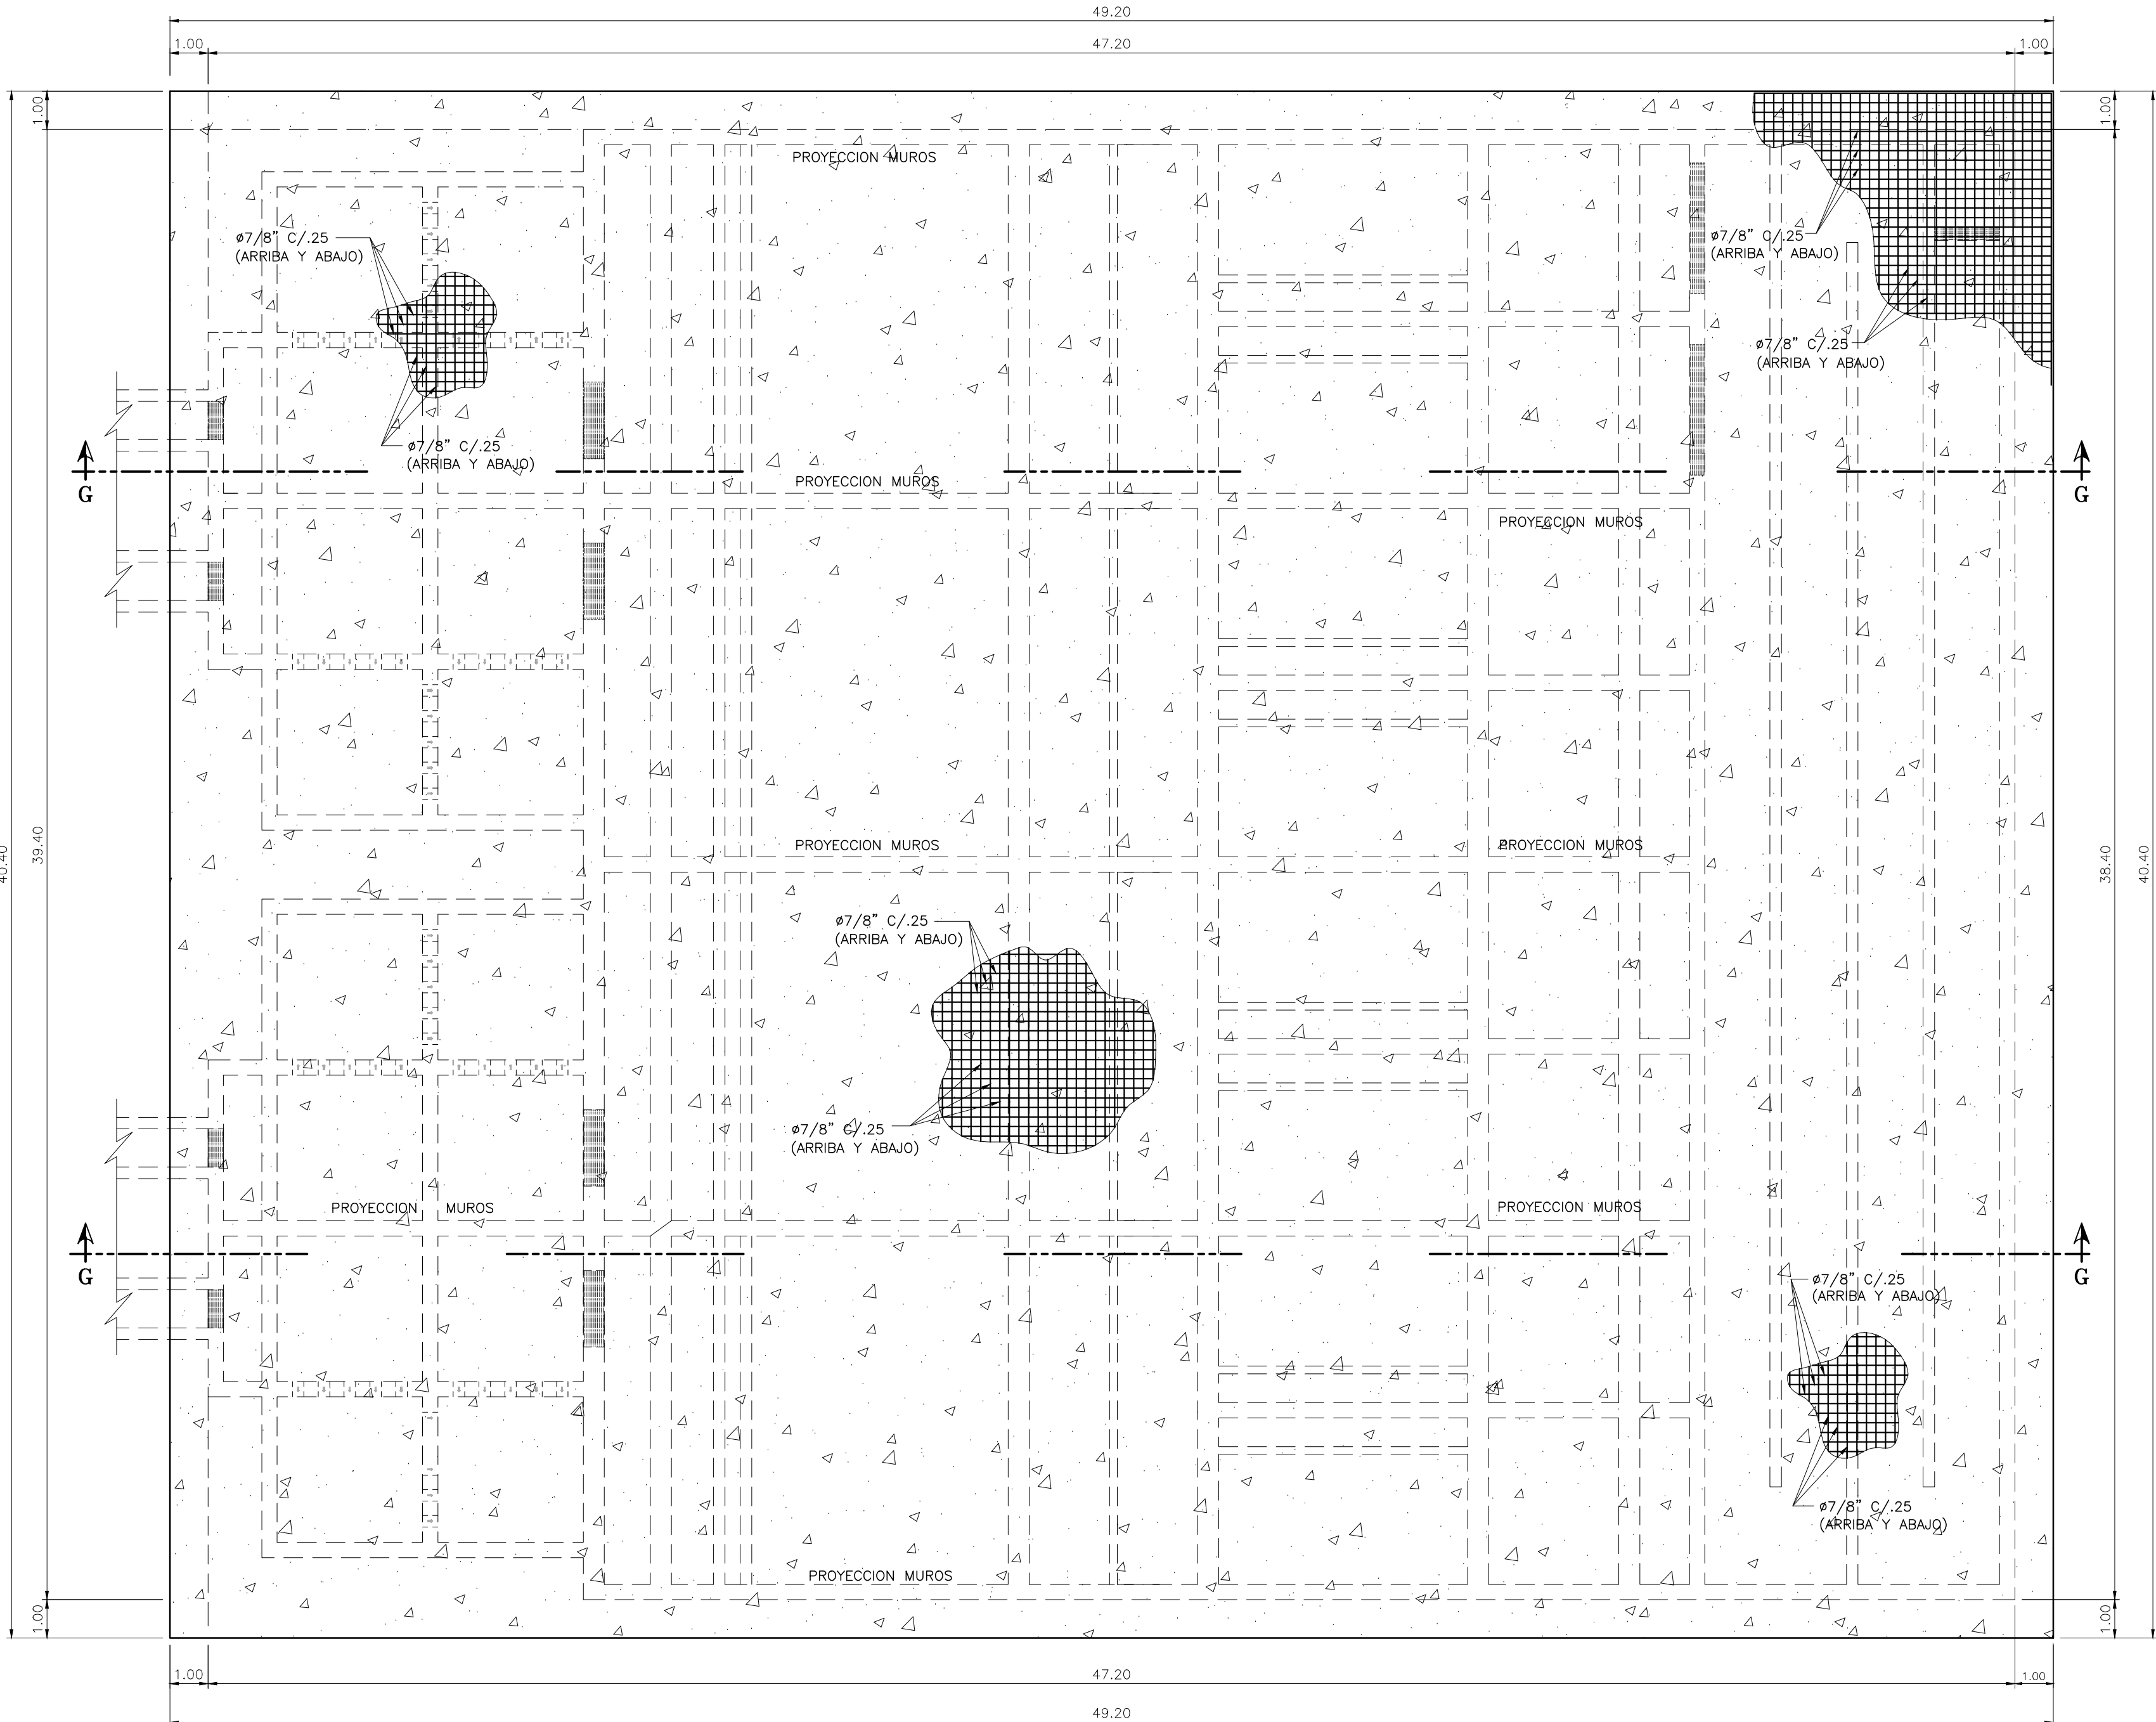 49.20
1.00
47.20
1.00
1.00
1.00
PROYECCION MUROS
ø7/8" C/.25
(ARRIBA Y ABAJO)
ø7/8" C/.25
(ARRIBA Y ABAJO)
ø7/8" C/.25
(ARRIBA Y ABAJO)
ø7/8" C/.25
(ARRIBA Y ABAJO)
PROYECCION MUROS
G
G
PROYECCION MUROS
40.40
39.40
PROYECCION MUROS
PROYECCION MUROS
38.40
40.40
ø7/8" C/.25
(ARRIBA Y ABAJO)
ø7/8" C/.25
(ARRIBA Y ABAJO)
PROYECCION MUROS
PROYECCION MUROS
G
G
ø7/8" C/.25
(ARRIBA Y ABAJO)
ø7/8" C/.25
(ARRIBA Y ABAJO)
PROYECCION MUROS
1.00
1.00
1.00
47.20
1.00
49.20